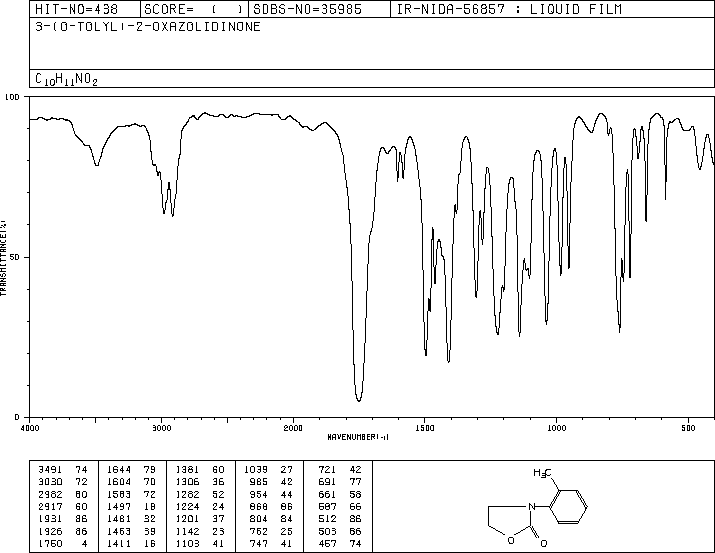 HIT-NO=438 SCORE= ( ) SDBS-NO=35985 IR-NIDA-56857 : LIQUID FILM
3-(O-TOLYL)-2-OXAZOLIDINONE
C10H11NO2
100
50
0
TRANSMITTANCE(%)
4000 3000 2000 1500 1000 500
WAVENUMBER(-1)
3491 74 1644 79 1381 60 1039 27 721 42
3030 72 1604 70 1306 36 985 42 691 77
2982 60 1583 72 1282 52 954 44 661 58
2917 60 1497 18 1224 24 868 86 587 66
1931 86 1481 32 1201 37 804 84 512 86
1926 86 1463 39 1142 23 762 25 503 86
1750 4 1411 16 1103 41 747 41 457 74
H3C
N
O
O